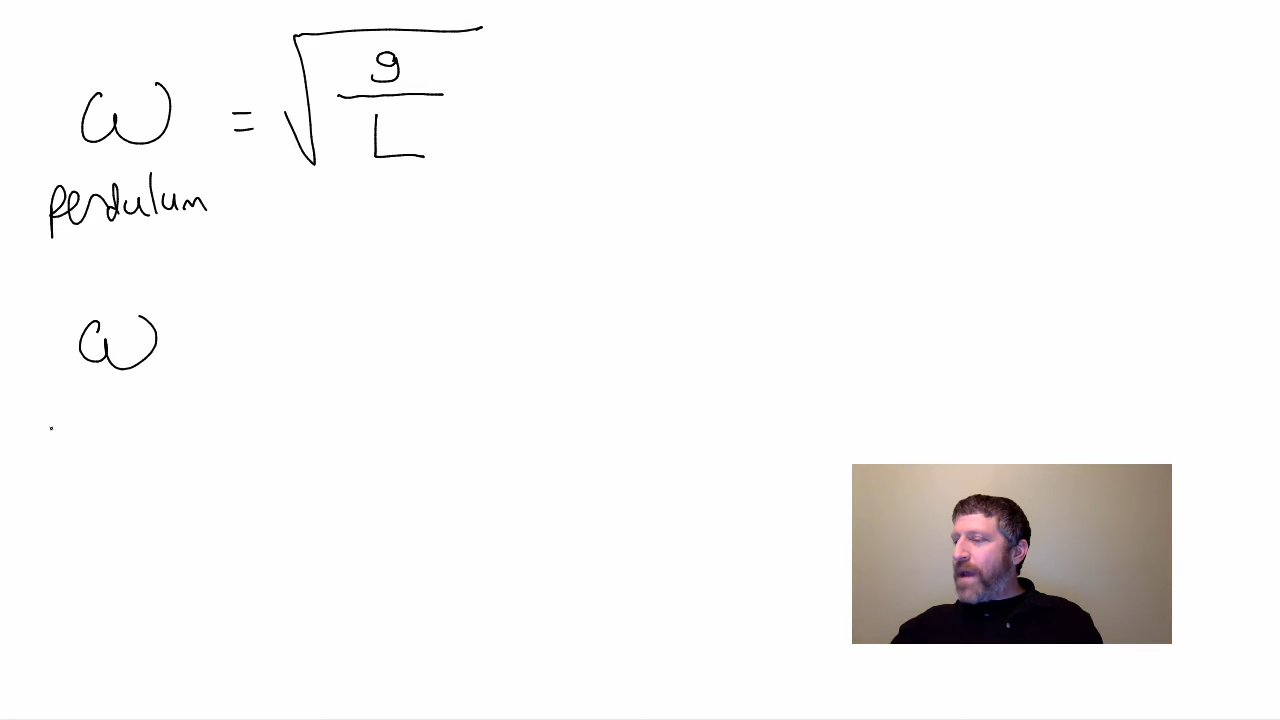 ω = √(g/L)
pendulum
ω